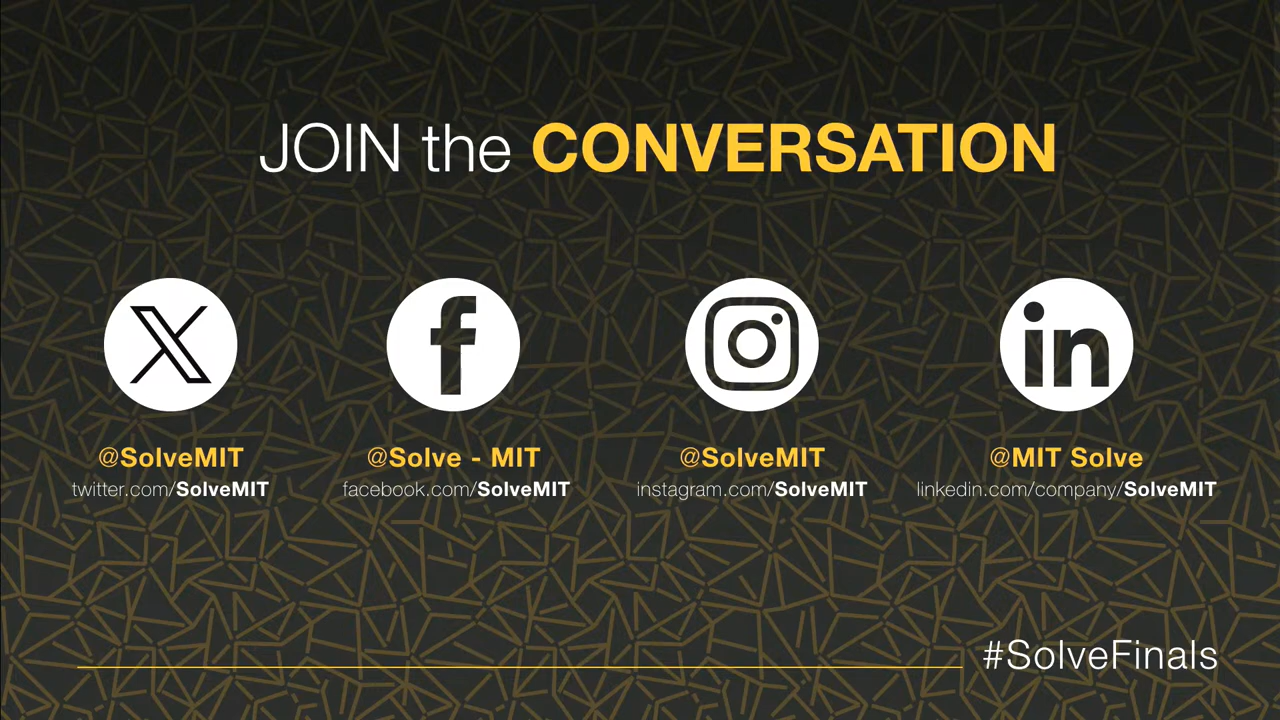 JOIN the CONVERSATION
@SolveMIT
twitter.com/SolveMIT
@Solve - MIT
facebook.com/SolveMIT
@SolveMIT
instagram.com/SolveMIT
@MIT Solve
linkedin.com/company/SolveMIT
#SolveFinals